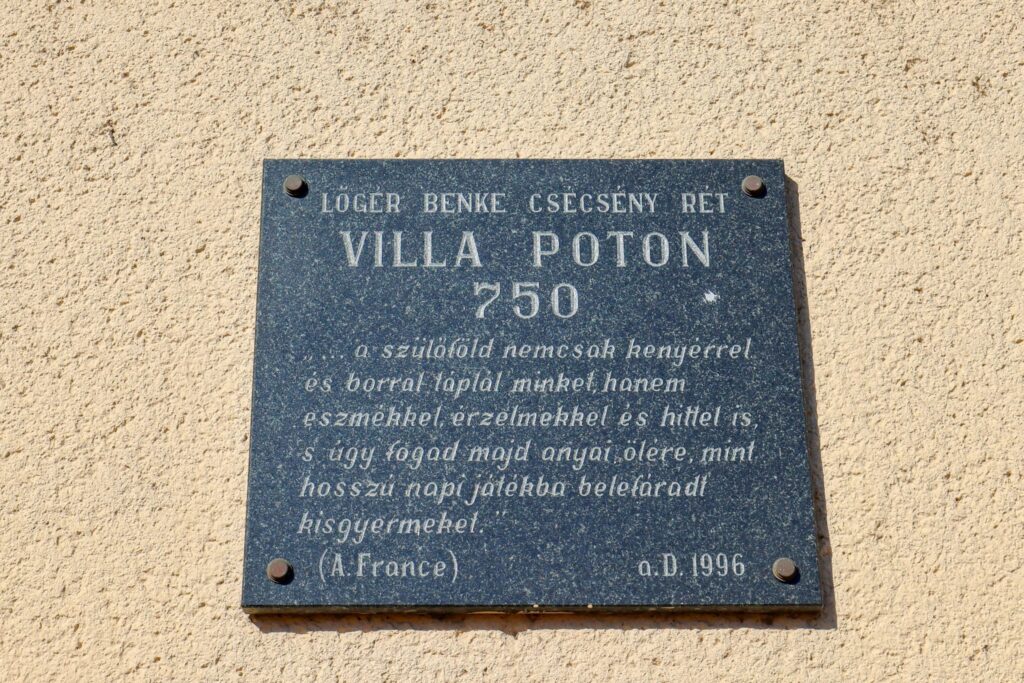 LŐGER BENKE CSÉCSÉNY RÉT
VILLA POTON
750
„... a szülőföld nemcsak kenyérrel
és borral táplál minket, hanem
eszmékkel, érzelmekkel és hittel is,
s úgy fogad majd anyai ölére, mint
hosszú napi játékba belefáradt
kisgyermeket."
(A. France)
a.D. 1996